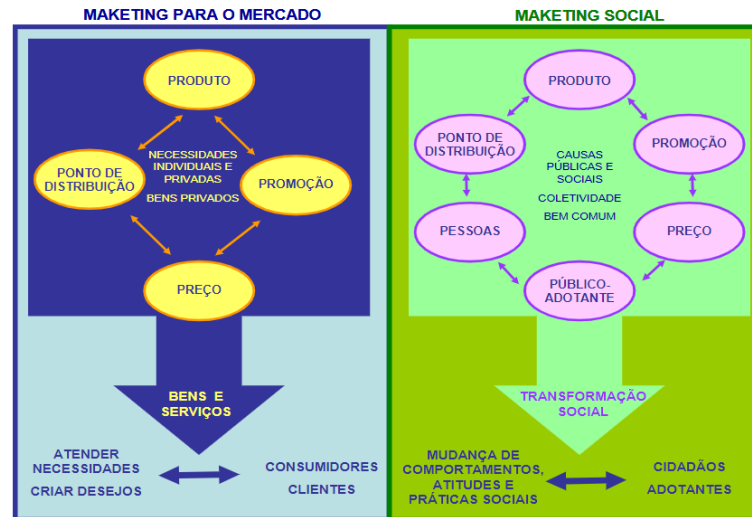 MAKETING PARA O MERCADO
PRODUTO
PONTO DE
DISTRIBUIÇÃO
NECESSIDADES
INDIVIDUAIS E
PRIVADAS
BENS PRIVADOS
PROMOÇÃO
PREÇO
BENS E
SERVIÇOS
ATENDER
NECESSIDADES
CRIAR DESEJOS
CONSUMIDORES
CLIENTES
MAKETING SOCIAL
PRODUTO
PONTO DE
DISTRIBUIÇÃO
CAUSAS
PÚBLICAS E
SOCIAIS
COLETIVIDADE
BEM COMUM
PROMOÇÃO
PESSOAS
PREÇO
PÚBLICO-
ADOTANTE
TRANSFORMAÇÃO
SOCIAL
MUDANÇA DE
COMPORTAMENTOS,
ATITUDES E
PRÁTICAS SOCIAIS
CIDADÃOS
ADOTANTES